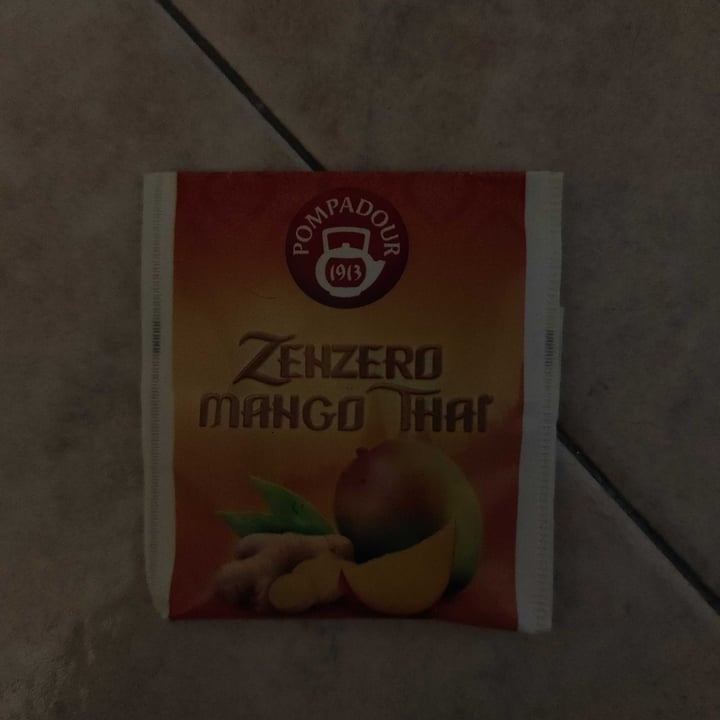 POMPADOUR
1913
ZENZERO
MANGO THAI